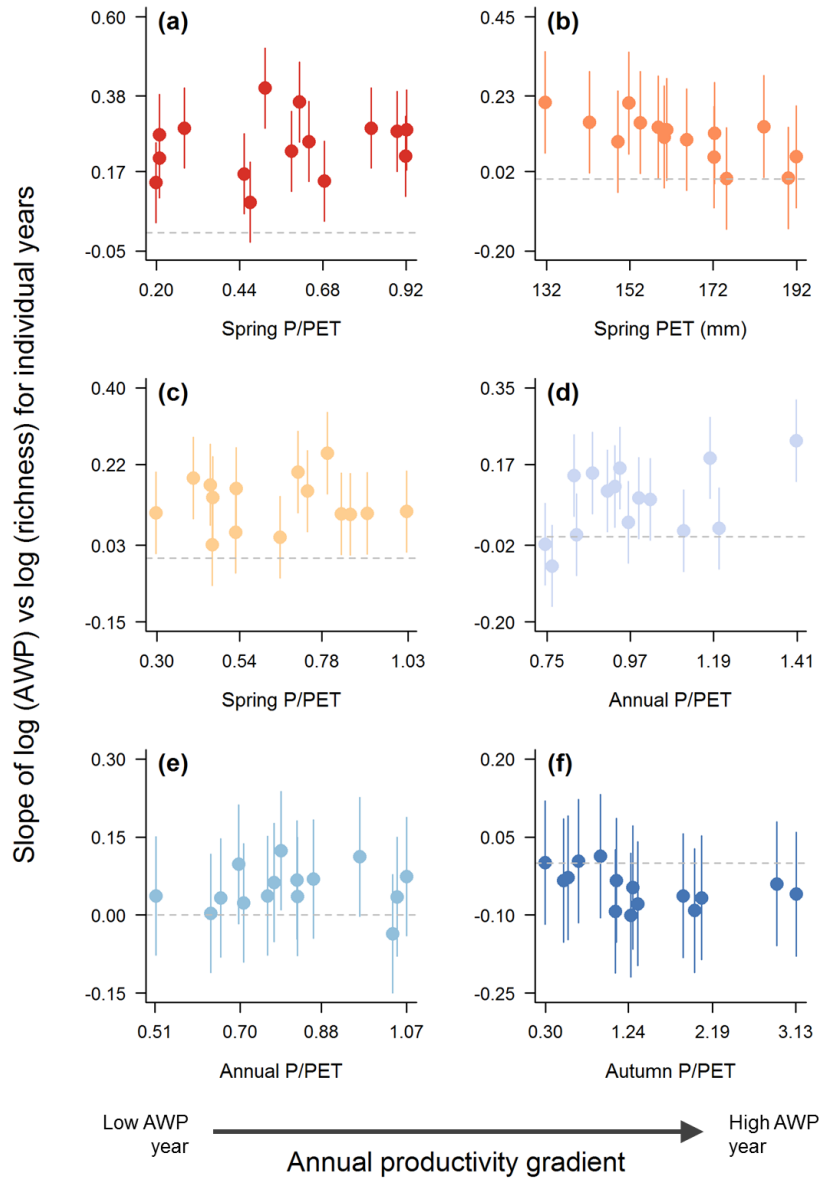 Slope of log (AWP) vs log (richness) for individual years
(a)
0.60
0.38
0.17
-0.05
0.20 0.44 0.68 0.92
Spring P/PET
(b)
0.45
0.23
0.02
-0.20
132 152 172 192
Spring PET (mm)
(c)
0.40
0.22
0.03
-0.15
0.30 0.54 0.78 1.03
Spring P/PET
(d)
0.35
0.17
-0.02
-0.20
0.75 0.97 1.19 1.41
Annual P/PET
(e)
0.30
0.15
0.00
-0.15
0.51 0.70 0.88 1.07
Annual P/PET
(f)
0.20
0.05
-0.10
-0.25
0.30 1.24 2.19 3.13
Autumn P/PET
Low AWP
year
High AWP
year
Annual productivity gradient